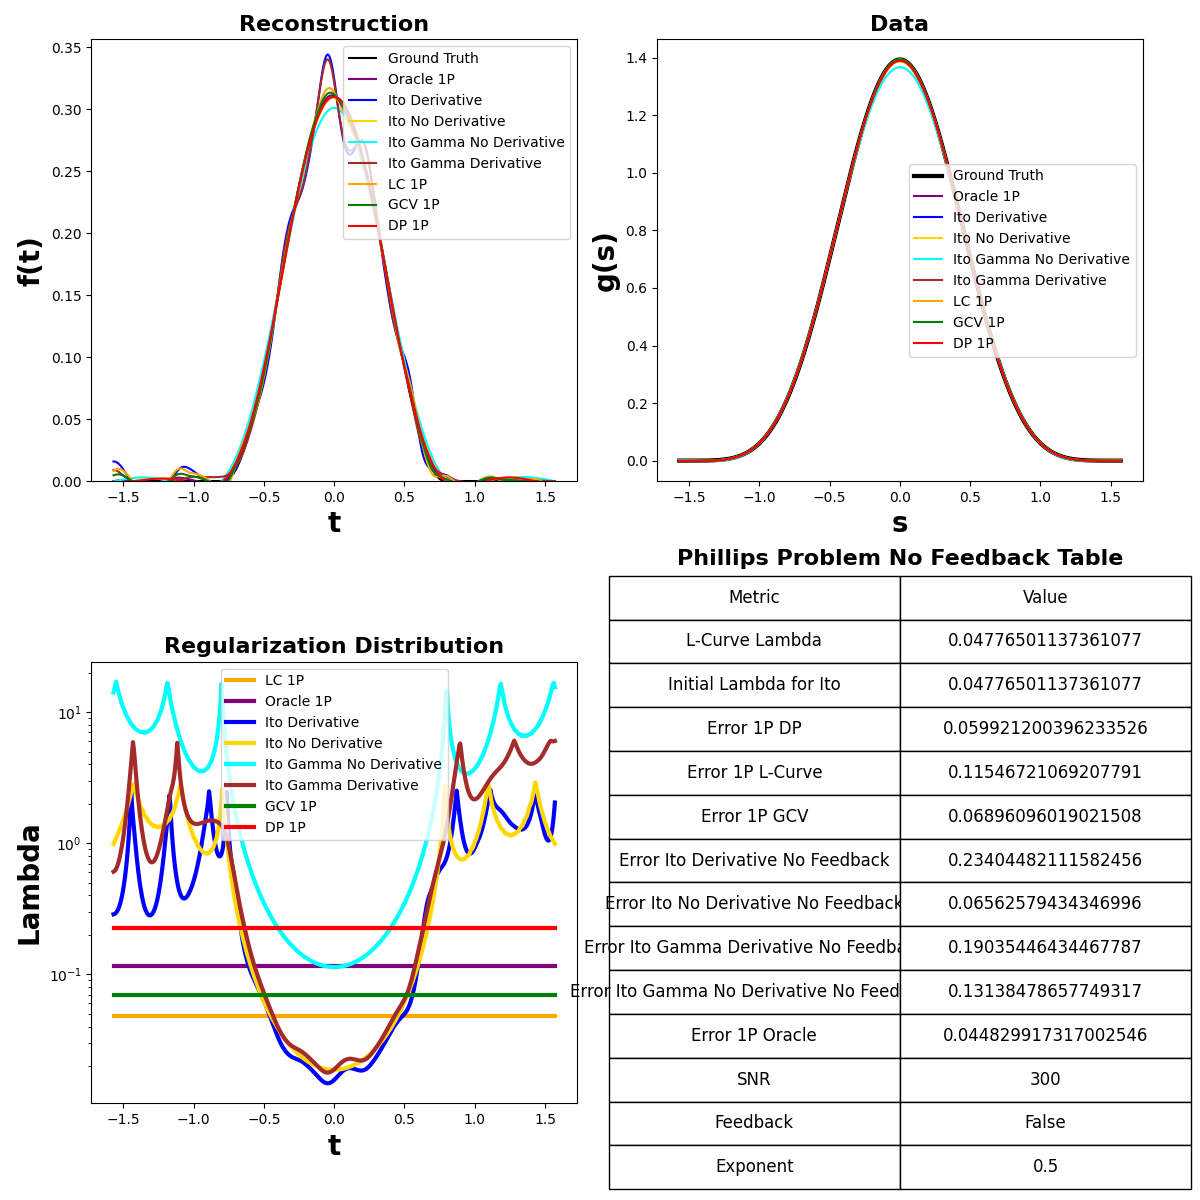 Reconstruction
f(t)
0.35
0.30
0.25
0.20
0.15
0.10
0.05
0.00
Ground Truth
Oracle 1P
Ito Derivative
Ito No Derivative
Ito Gamma No Derivative
Ito Gamma Derivative
LC 1P
GCV 1P
DP 1P
−1.5 −1.0 −0.5 0.0 0.5 1.0 1.5
t
Data
g(s)
1.4
1.2
1.0
0.8
0.6
0.4
0.2
0.0
Ground Truth
Oracle 1P
Ito Derivative
Ito No Derivative
Ito Gamma No Derivative
Ito Gamma Derivative
LC 1P
GCV 1P
DP 1P
−1.5 −1.0 −0.5 0.0 0.5 1.0 1.5
s
Regularization Distribution
Lambda
10¹
10⁰
10⁻¹
LC 1P
Oracle 1P
Ito Derivative
Ito No Derivative
Ito Gamma No Derivative
Ito Gamma Derivative
GCV 1P
DP 1P
−1.5 −1.0 −0.5 0.0 0.5 1.0 1.5
t
Phillips Problem No Feedback Table
Metric Value
L-Curve Lambda 0.04776501137361077
Initial Lambda for Ito 0.04776501137361077
Error 1P DP 0.059921200396233526
Error 1P L-Curve 0.11546721069207791
Error 1P GCV 0.06896096019021508
Error Ito Derivative No Feedback 0.23404482111582456
Error Ito No Derivative No Feedback 0.06562579434346996
Error Ito Gamma Derivative No Feedba 0.19035446434467787
Error Ito Gamma No Derivative No Feed 0.13138478657749317
Error 1P Oracle 0.044829917317002546
SNR 300
Feedback False
Exponent 0.5